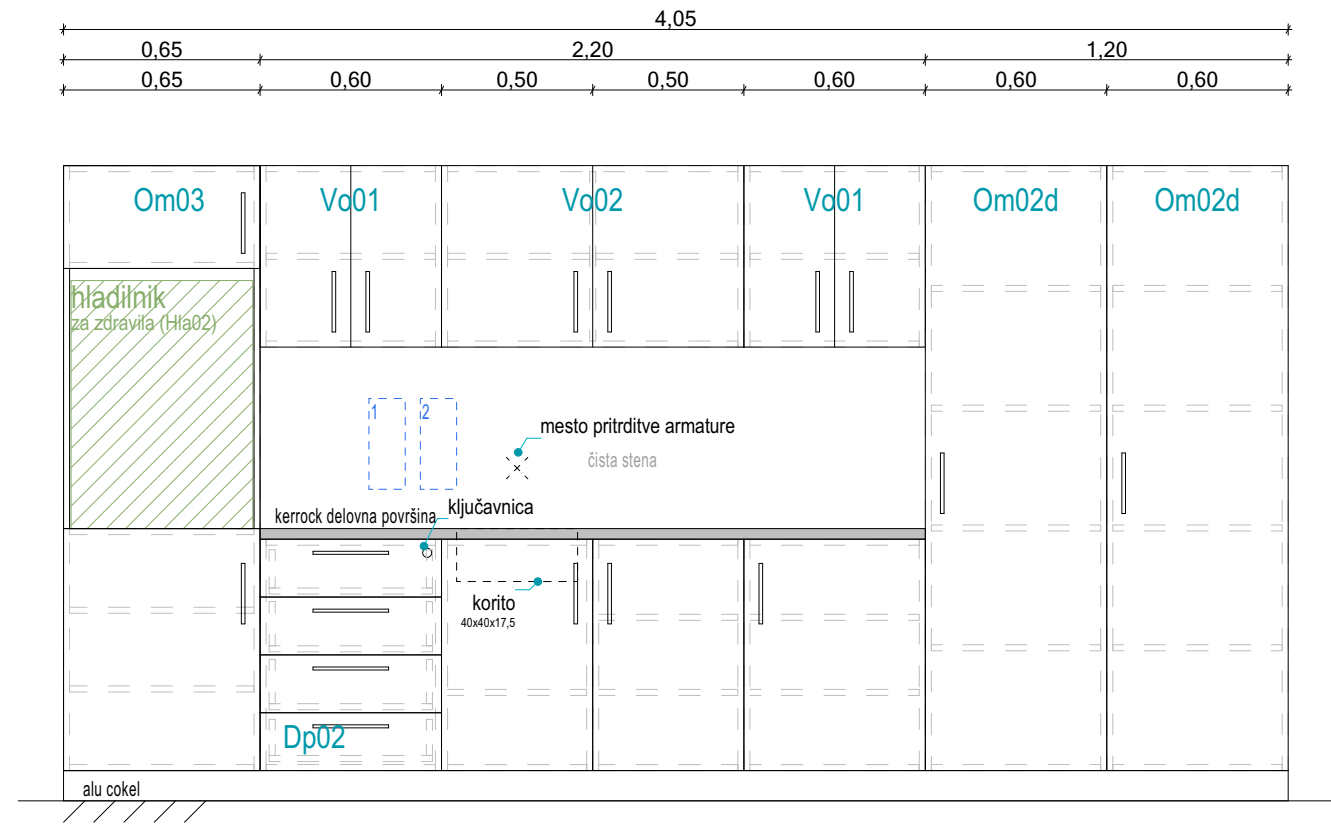 4,05
0,65 2,20 1,20
0,65 0,60 0,50 0,50 0,60 0,60 0,60
Om03 Vo01 Vo02 Vo01 Om02d Om02d
hladilnik
za zdravila (Hla02)
1 2
mesto pritrditve armature
čista stena
ključavnica
kerrock delovna površina
korito
40x40x17,5
Dp02
alu cokel